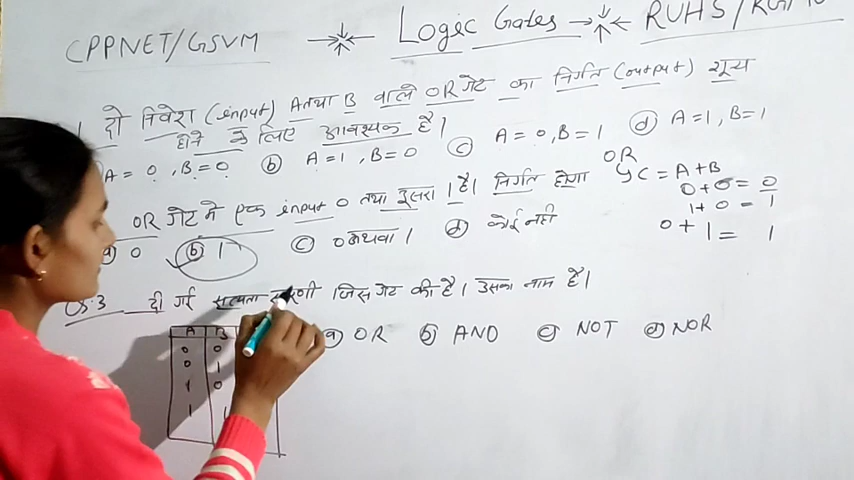 CPPNET/GSVM → ← Logic Gates → ← RUHS/
1 दो निवेश (input) A तथा B वाले OR गेट का निर्गत (output) शून्य
होने के लिए आवश्यक है।
A = 0, B = 0 (b) A = 1, B = 0 (c) A = 0, B = 1 (d) A = 1, B = 1
OR गेट मे एक input 0 तथा दूसरा 1 है। निर्गत होगा
(a) 0 (b) 1 (c) 0 अथवा 1 (d) कोई नही
OR
y = A + B
0 + 0 = 0
1 + 0 = 1
0 + 1 = 1
Q.3 दी गई सत्यता सारणी जिस गेट की है। उसका नाम है।
(a) OR (b) AND (c) NOT (d) NOR
A B
0 0
0 1
1 0
1 1